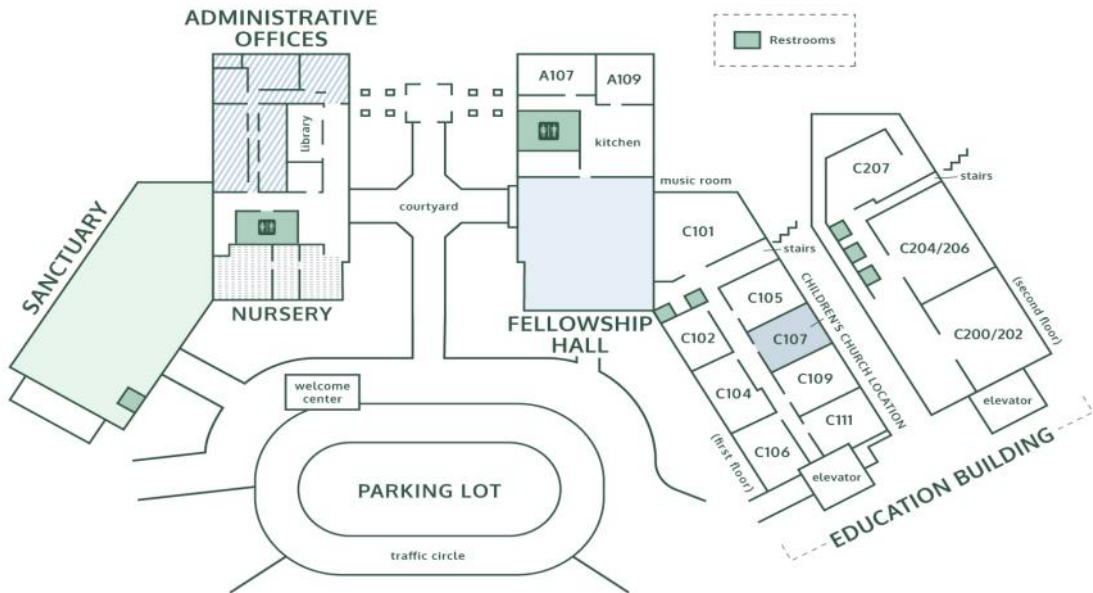 ADMINISTRATIVE
OFFICES
Restrooms
A107
A109
library
kitchen
music room
C207
stairs
courtyard
SANCTUARY
C101
stairs
C204/206
(second floor)
NURSERY
FELLOWSHIP
HALL
C105
CHILDREN'S CHURCH LOCATION
C102
C107
C200/202
welcome
center
C104
C109
elevator
C111
(first floor)
C106
elevator
EDUCATION BUILDING
PARKING LOT
traffic circle